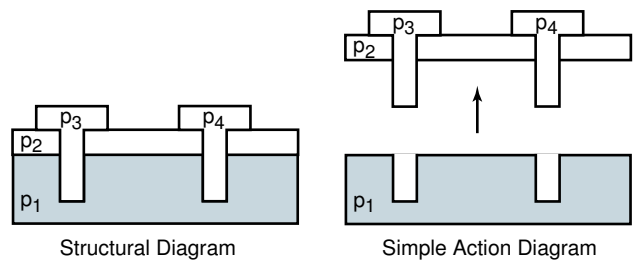 p3 p4
p2
p1
Structural Diagram
p3 p4
p2
p1
Simple Action Diagram